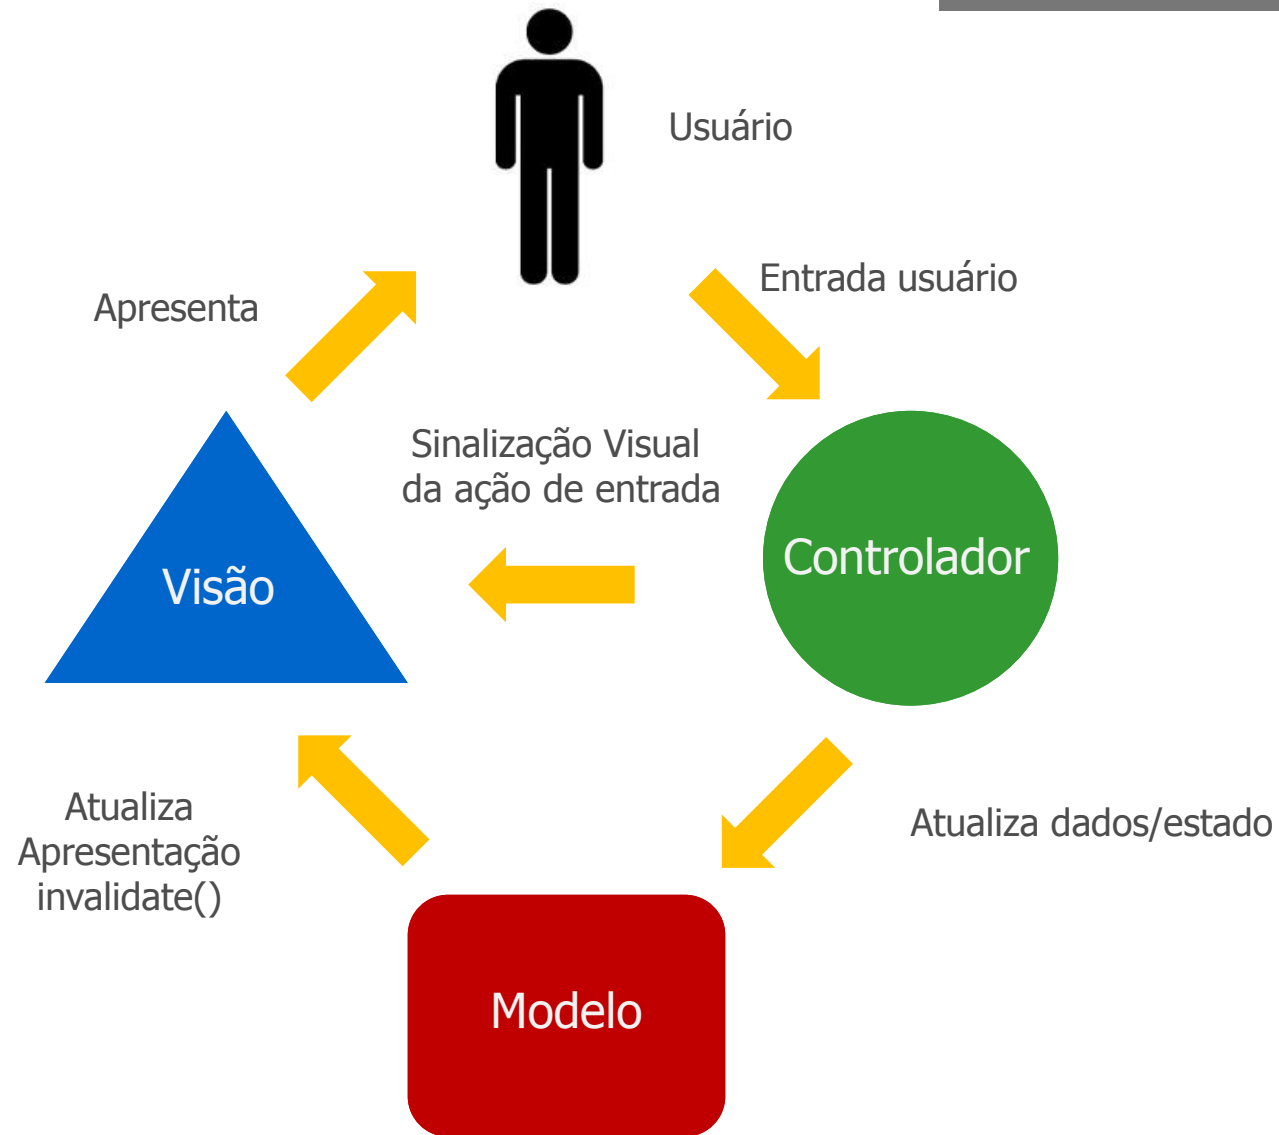 Usuário
Entrada usuário
Apresenta
Sinalização Visual
da ação de entrada
Controlador
Visão
Atualiza
Apresentação
invalidate()
Atualiza dados/estado
Modelo